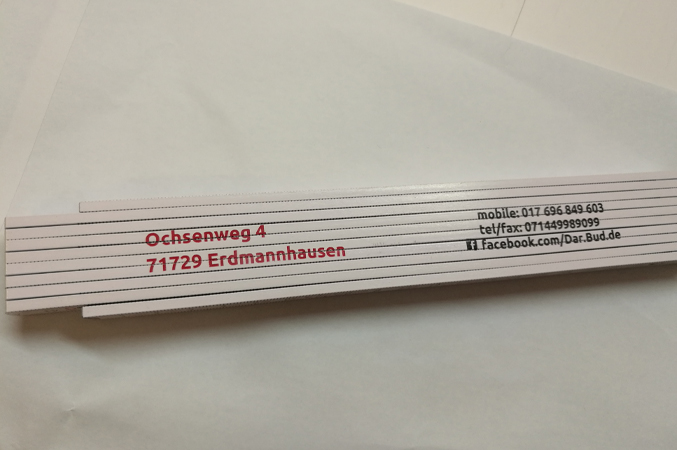 Ochsenweg 4
71729 Erdmannhausen
mobile: 017 696 849 603
tel/fax: 071449989099
facebook.com/Dar.Bud.de